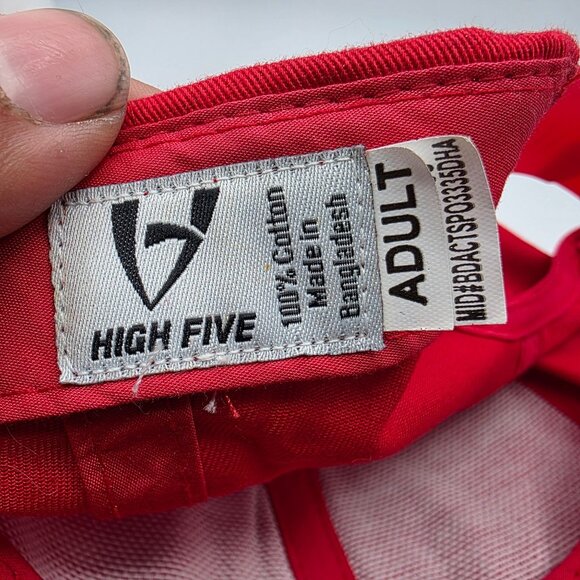 HIGH FIVE
100% Cotton
Made in
Bangladesh
ADULT
MID#BDACTSPO3335DHA